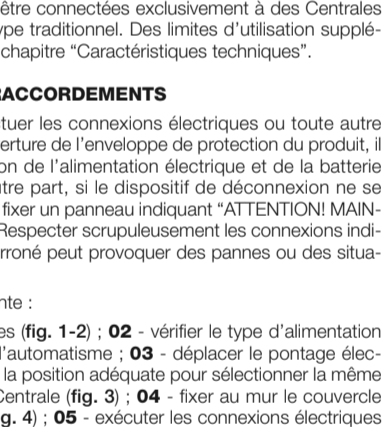 être connectées exclusivement à des Centrales
ype traditionnel. Des limites d'utilisation supplé-
chapitre “Caractéristiques techniques”.
RACCORDEMENTS
tuer les connexions électriques ou toute autre
erture de l'enveloppe de protection du produit, il
on de l'alimentation électrique et de la batterie
utre part, si le dispositif de déconnexion ne se
fixer un panneau indiquant “ATTENTION! MAIN-
Respecter scrupuleusement les connexions indi-
rroné peut provoquer des pannes ou des situa-
nte :
es (fig. 1-2) ; 02 - vérifier le type d'alimentation
l'automatisme ; 03 - déplacer le pontage élec-
la position adéquate pour sélectionner la même
Centrale (fig. 3) ; 04 - fixer au mur le couvercle
g. 4) ; 05 - exécuter les connexions électriques